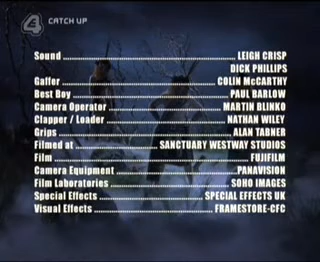 4 CATCH UP
Sound ........ LEIGH CRISP
DICK PHILLIPS
Gaffer ........ COLIN McCARTHY
Best Boy ........ PAUL BARLOW
Camera Operator ........ MARTIN BLINKO
Clapper / Loader ........ NATHAN WILEY
Grips ........ ALAN TABNER
Filmed at ........ SANCTUARY WESTWAY STUDIOS
Film ........ FUJIFILM
Camera Equipment ........ PANAVISION
Film Laboratories ........ SOHO IMAGES
Special Effects ........ SPECIAL EFFECTS UK
Visual Effects ........ FRAMESTORE-CFC